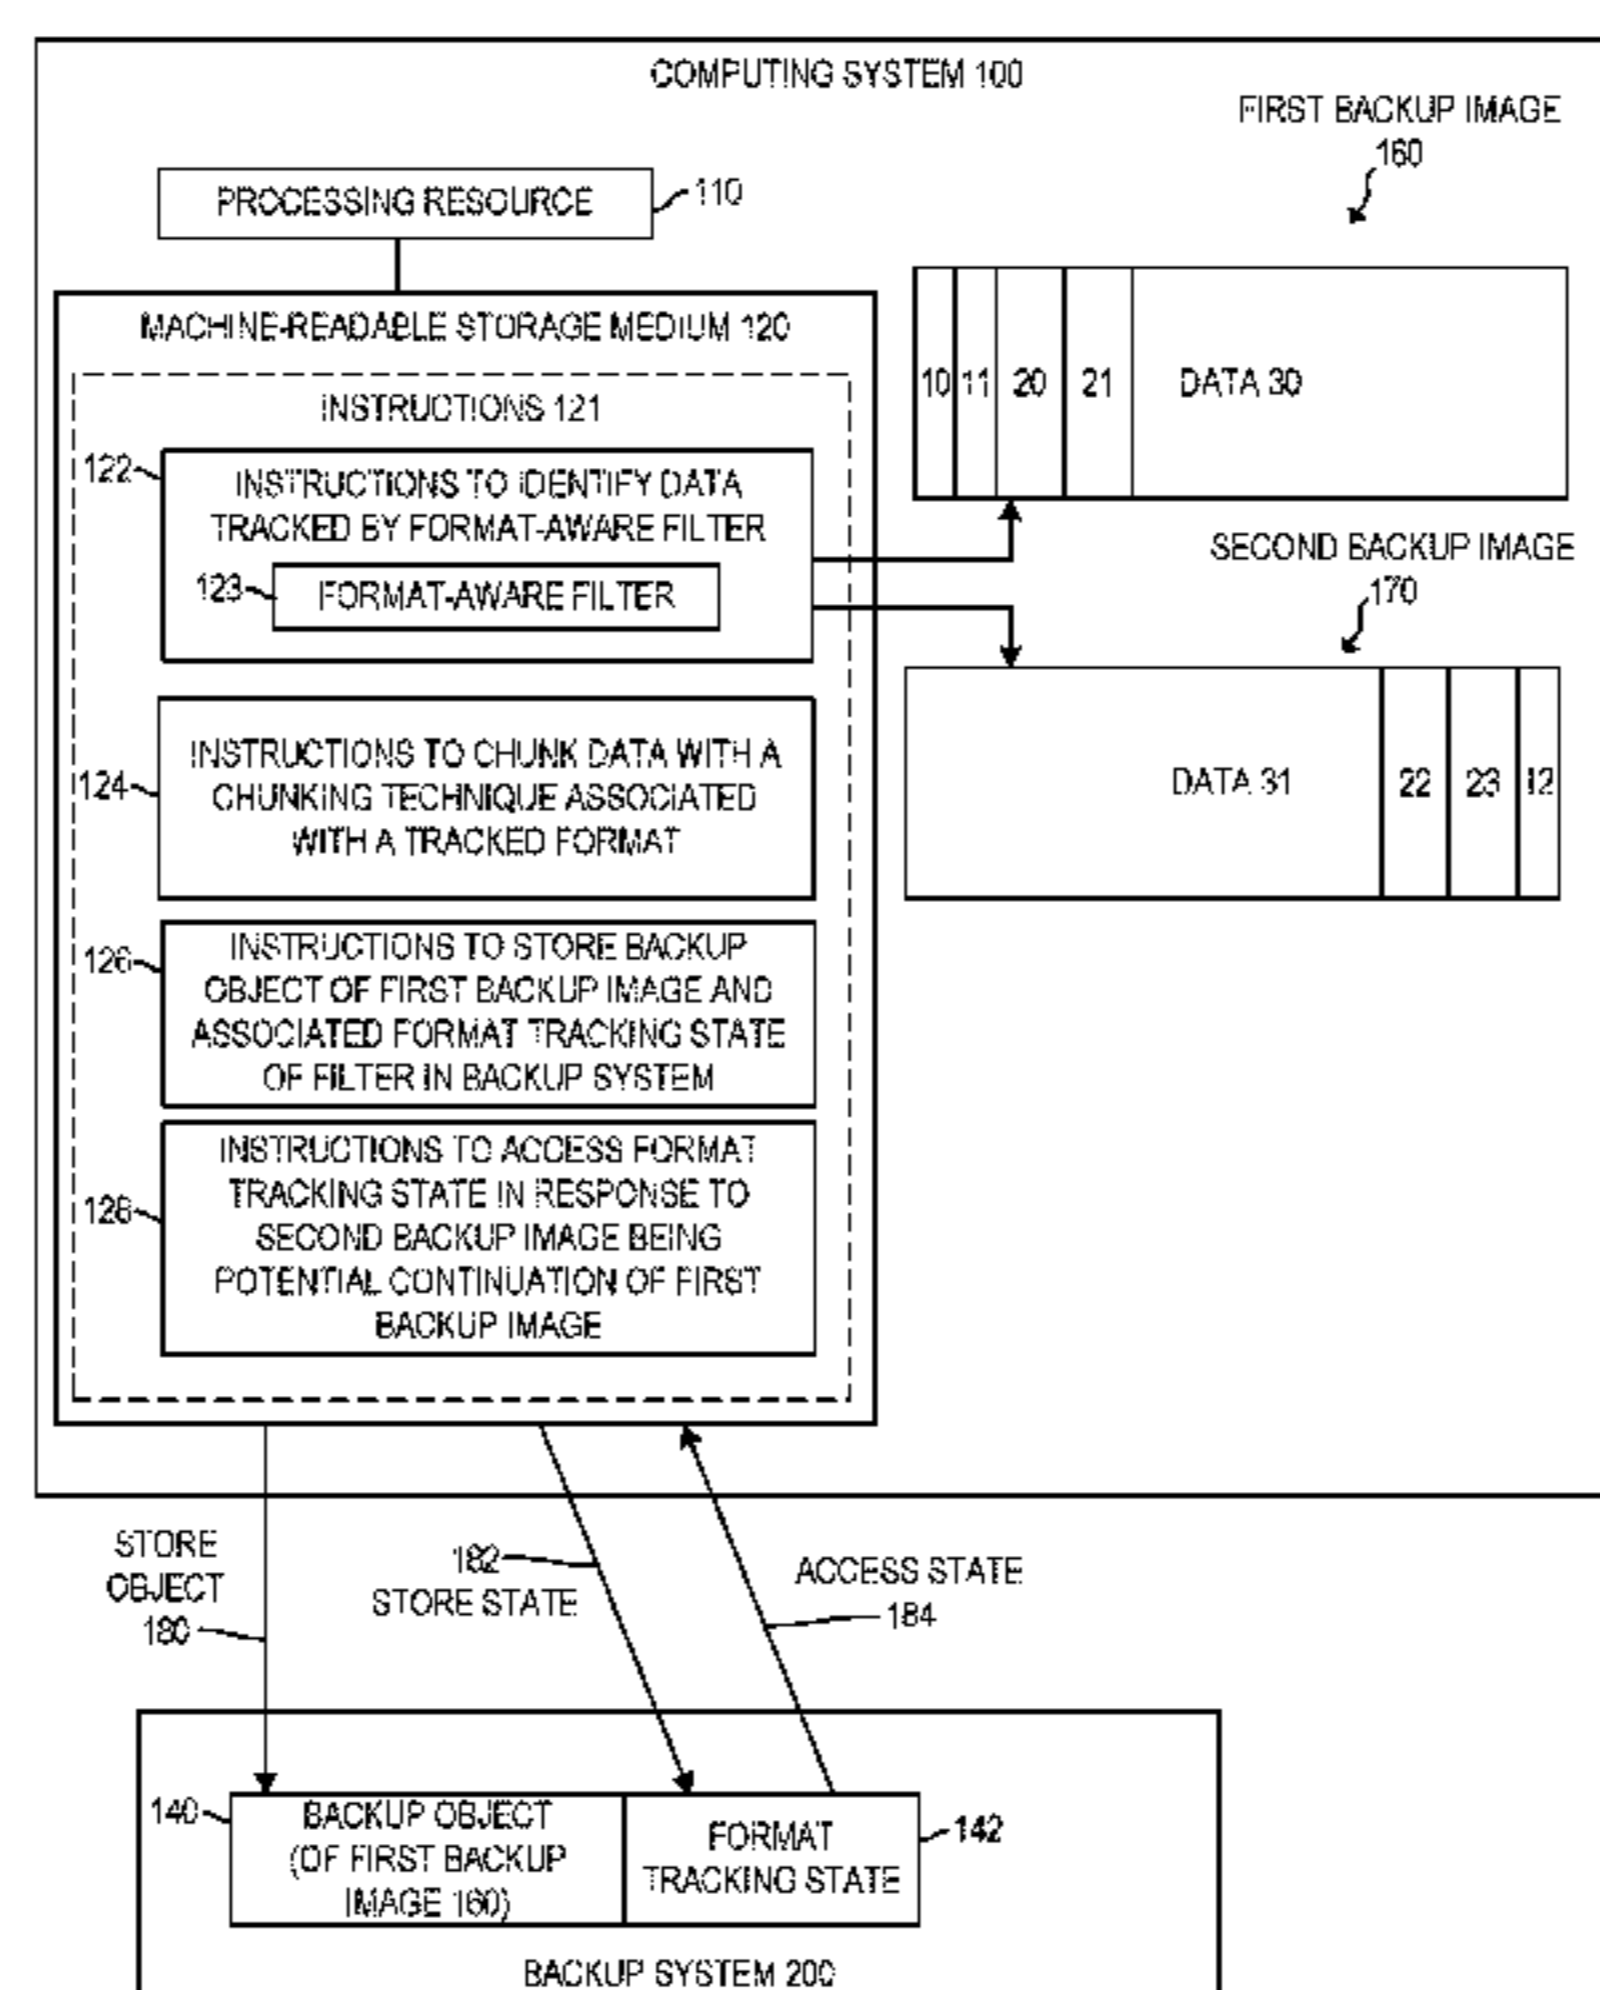 COMPUTING SYSTEM 100
FIRST BACKUP IMAGE
160
PROCESSING RESOURCE
110
MACHINE-READABLE STORAGE MEDIUM 120
10 11 20 21 DATA 30
INSTRUCTIONS 121
122
INSTRUCTIONS TO IDENTIFY DATA
TRACKED BY FORMAT-AWARE FILTER
123
FORMAT-AWARE FILTER
SECOND BACKUP IMAGE
170
DATA 31 22 23 12
124
INSTRUCTIONS TO CHUNK DATA WITH A
CHUNKING TECHNIQUE ASSOCIATED
WITH A TRACKED FORMAT
126
INSTRUCTIONS TO STORE BACKUP
OBJECT OF FIRST BACKUP IMAGE AND
ASSOCIATED FORMAT TRACKING STATE
OF FILTER IN BACKUP SYSTEM
128
INSTRUCTIONS TO ACCESS FORMAT
TRACKING STATE IN RESPONSE TO
SECOND BACKUP IMAGE BEING
POTENTIAL CONTINUATION OF FIRST
BACKUP IMAGE
STORE
OBJECT
180
182
STORE STATE
ACCESS STATE
184
140
BACKUP OBJECT
(OF FIRST BACKUP
IMAGE 160)
FORMAT
TRACKING STATE
142
BACKUP SYSTEM 200